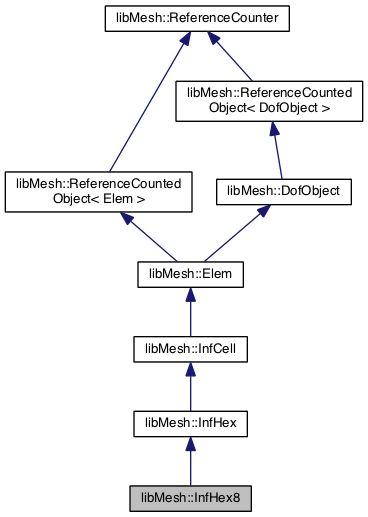 libMesh::ReferenceCounter
libMesh::ReferenceCounted
Object< DofObject >
libMesh::ReferenceCounted
Object< Elem >
libMesh::DofObject
libMesh::Elem
libMesh::InfCell
libMesh::InfHex
libMesh::InfHex8